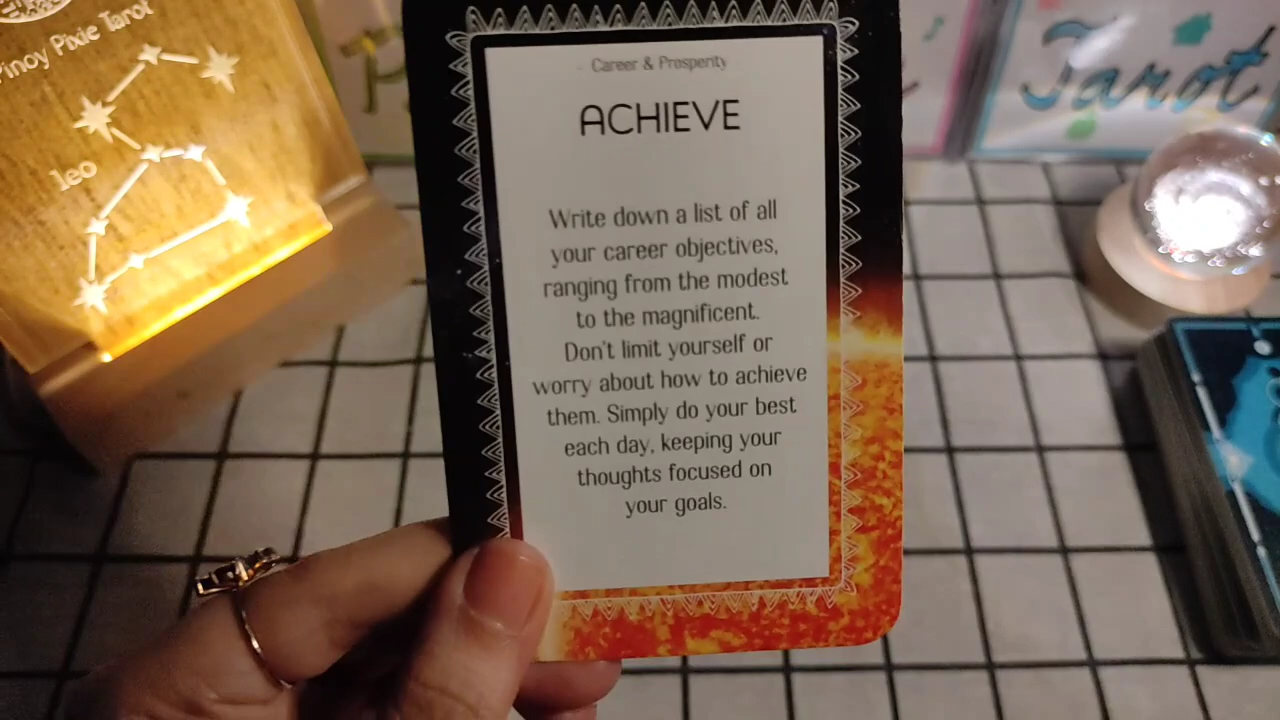 Pinoy Pixie Tarot
leo
Tarot
Career & Prosperity
ACHIEVE
Write down a list of all
your career objectives,
ranging from the modest
to the magnificent.
Don't limit yourself or
worry about how to achieve
them. Simply do your best
each day, keeping your
thoughts focused on
your goals.